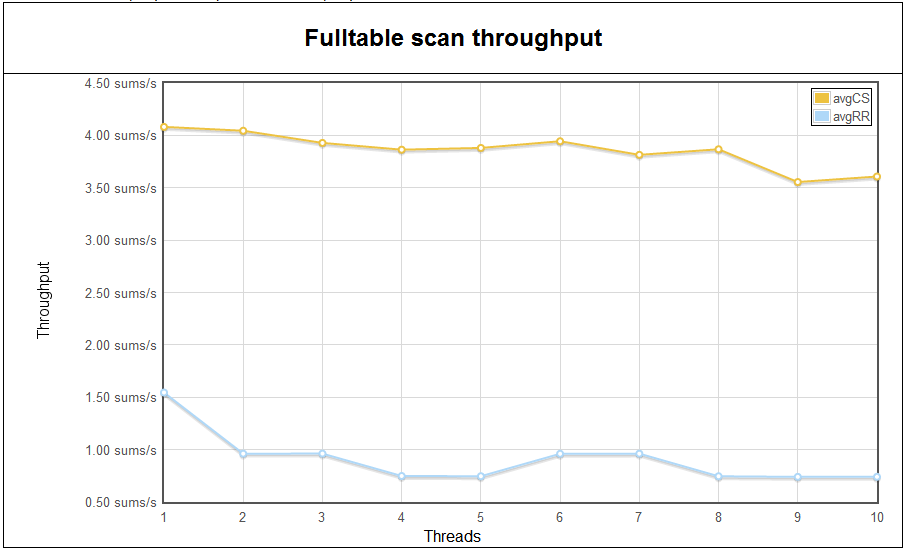 Fulltable scan throughput
avgCS
avgRR
4.50 sums/s
4.00 sums/s
3.50 sums/s
3.00 sums/s
2.50 sums/s
2.00 sums/s
1.50 sums/s
1.00 sums/s
0.50 sums/s
Throughput
1 2 3 4 5 6 7 8 9 10
Threads